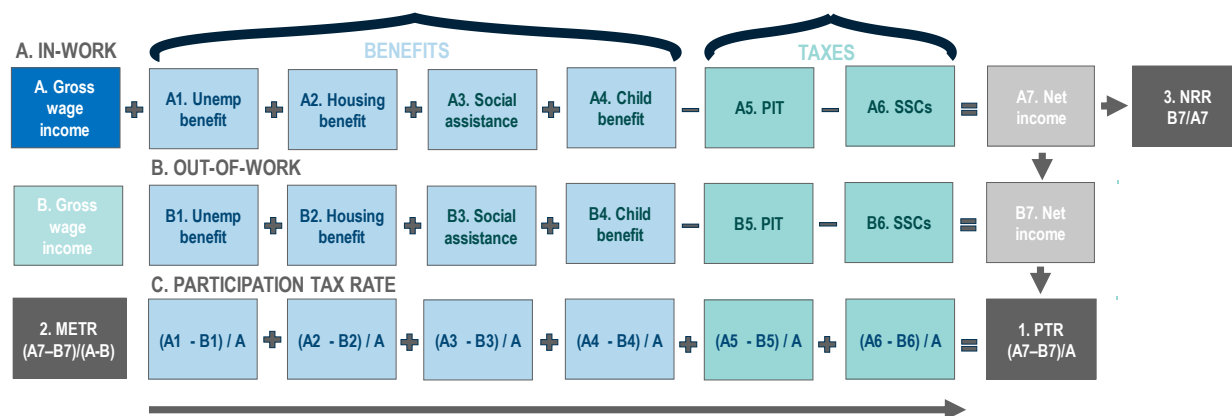 A. IN-WORK
BENEFITS
TAXES
A. Gross
wage
income
A1. Unemp
benefit
A2. Housing
benefit
A3. Social
assistance
A4. Child
benefit
A5. PIT
A6. SSCs
A7. Net
income
3. NRR
B7/A7
B. OUT-OF-WORK
B. Gross
wage
income
B1. Unemp
benefit
B2. Housing
benefit
B3. Social
assistance
B4. Child
benefit
B5. PIT
B6. SSCs
B7. Net
income
C. PARTICIPATION TAX RATE
2. METR
(A7–B7)/(A-B)
(A1 - B1) / A
(A2 - B2) / A
(A3 - B3) / A
(A4 - B4) / A
(A5 - B5) / A
(A6 - B6) / A
1. PTR
(A7–B7)/A